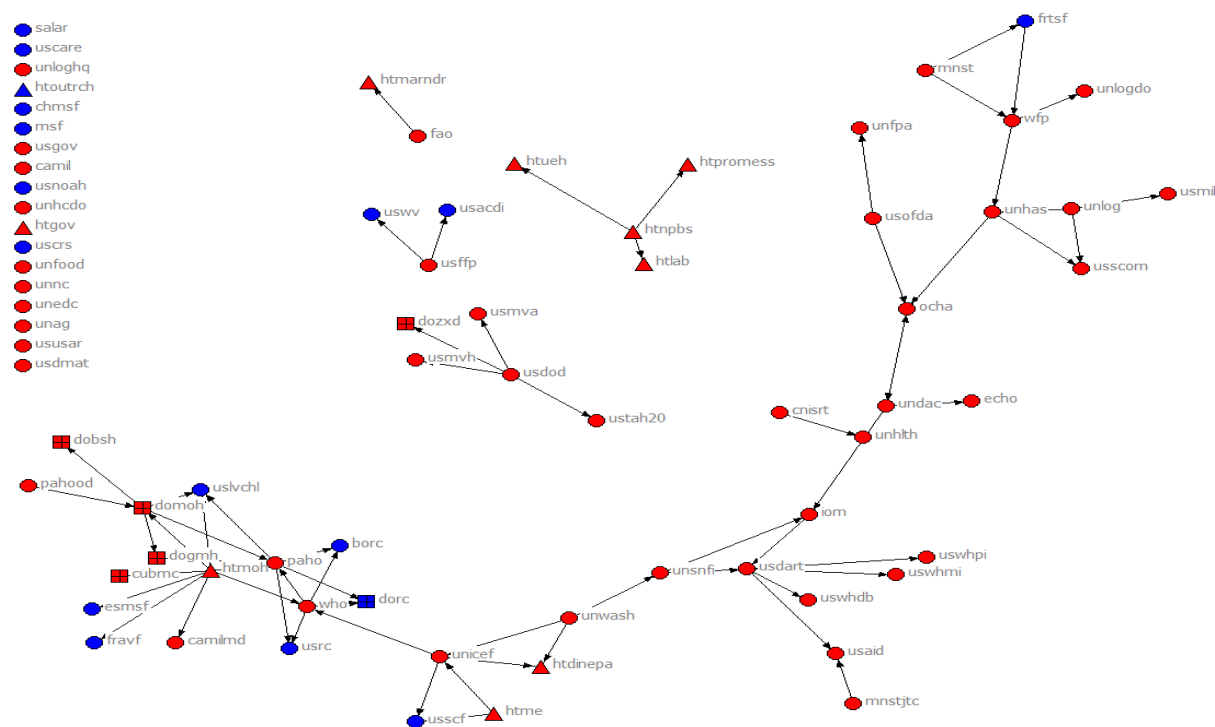 salar
uscare
unloghq
htoutrch
chmsf
msf
usgov
camil
usnoah
unhcdo
htgov
uscrs
unfood
unnc
unedc
unag
ususar
usdmat
frtsf
mnst
unlogdo
wfp
htmarndr
fao
unfpa
htueh
htpromess
usmil
uswv
usacdi
usofda
unhas
unlog
htnpbs
usffp
htlab
usscom
ocha
dozxd
usmva
usmvh
usdod
ustah20
undac
echo
cnisrt
unhlth
dobsh
pahood
uslvchl
domoh
iom
borc
dogmh
paho
htmoh
cubmc
unsnfi
usdart
uswhpi
uswhmi
esmsf
who
dorc
uswhdb
unwash
fravf
camilmd
usrc
unicef
htdinepa
usaid
mnstjtc
usscf
htme